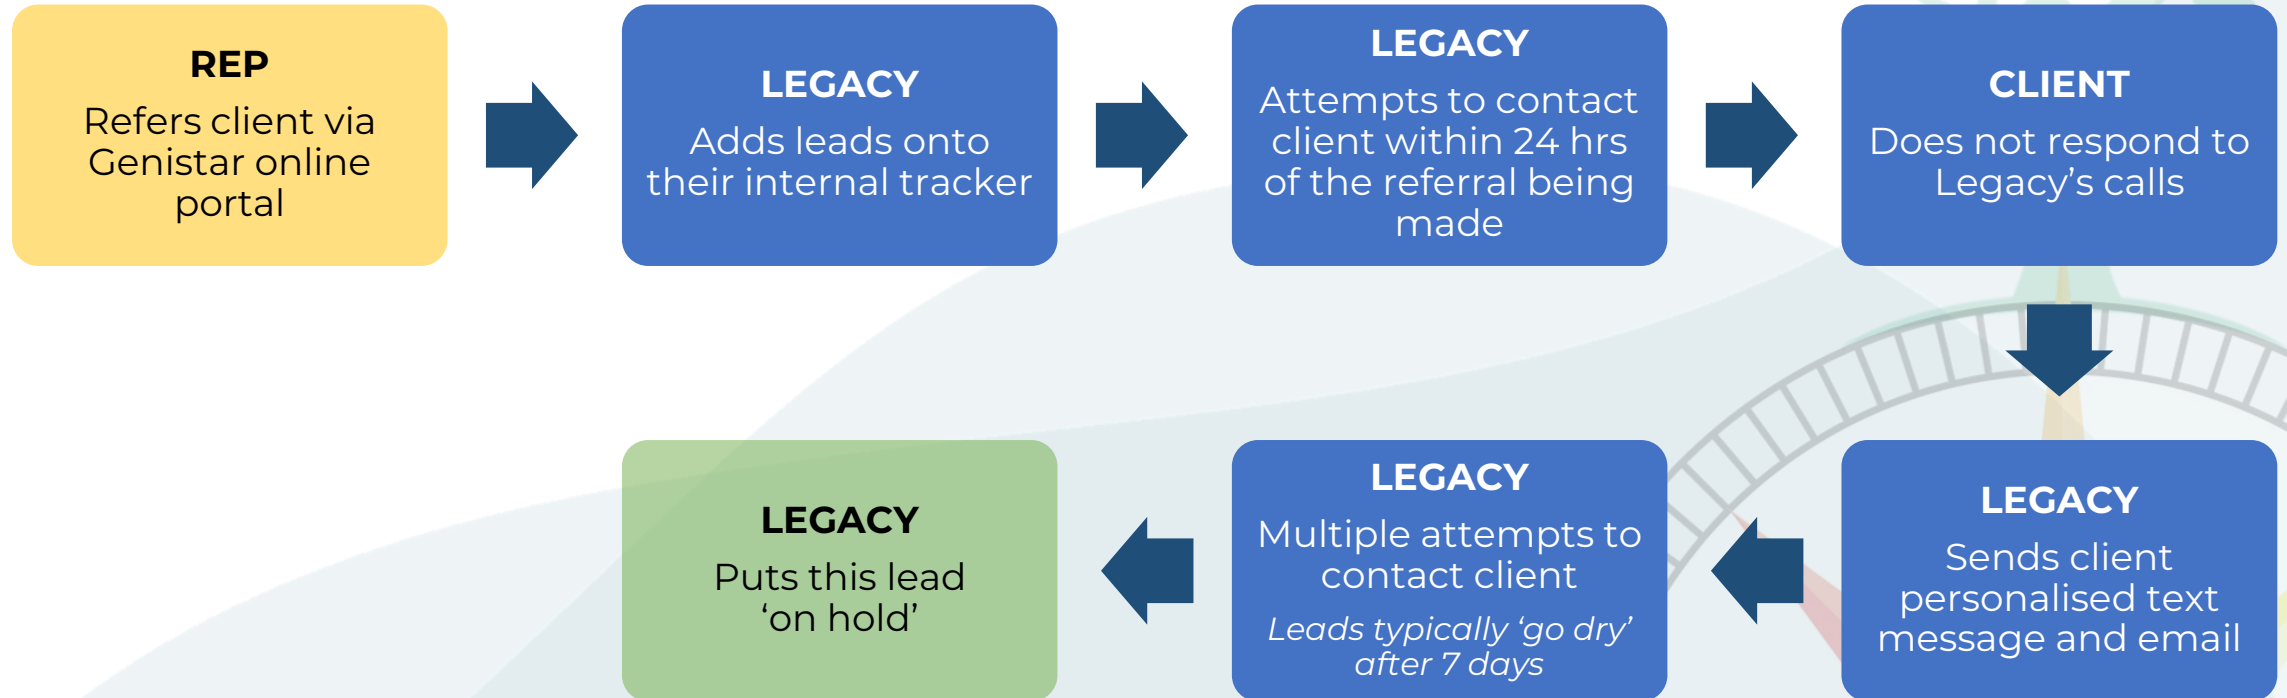 REP
Refers client via
Genistar online
portal
LEGACY
Adds leads onto
their internal tracker
LEGACY
Attempts to contact
client within 24 hrs
of the referral being
made
CLIENT
Does not respond to
Legacy’s calls
LEGACY
Sends client
personalised text
message and email
LEGACY
Multiple attempts to
contact client
Leads typically ‘go dry’
after 7 days
LEGACY
Puts this lead
‘on hold’